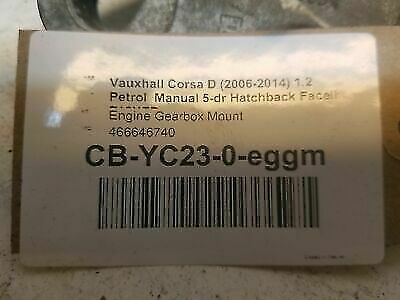 Vauxhall Corsa D (2006-2014) 1.2
Petrol Manual 5-dr Hatchback Faceli
Engine Gearbox Mount
466646740
CB-YC23-0-eggm